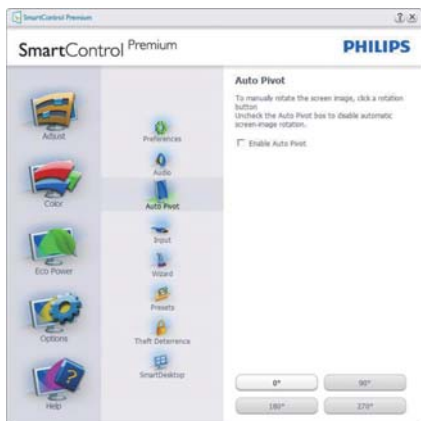 SmartControl Premium
SmartControl Premium
PHILIPS
Adjust
Color
Eco Power
Options
Help
Preferences
Audio
Auto Pivot
Input
Wizard
Presets
Theft Deterrence
SmartDesktop
Auto Pivot
To manually rotate the screen image, click a rotation
button
Uncheck the Auto Pivot box to disable automatic
screen-image rotation.
Enable Auto Pivot
0°
90°
180°
270°